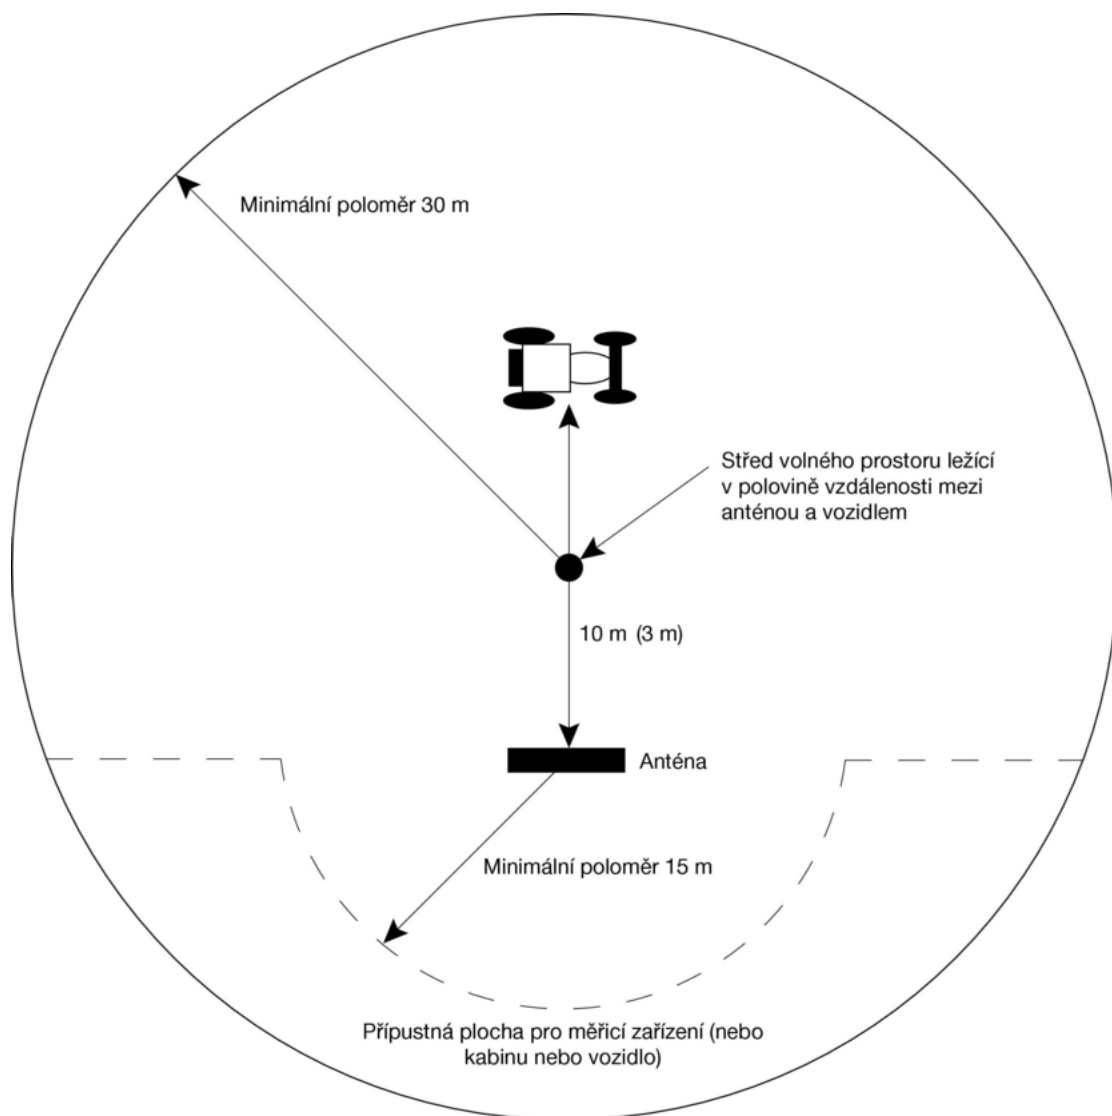 Minimální poloměr 30 m
Střed volného prostoru ležící
v polovině vzdálenosti mezi
anténou a vozidlem
10 m (3 m)
Anténa
Minimální poloměr 15 m
Přípustná plocha pro měřicí zařízení (nebo
kabinu nebo vozidlo)